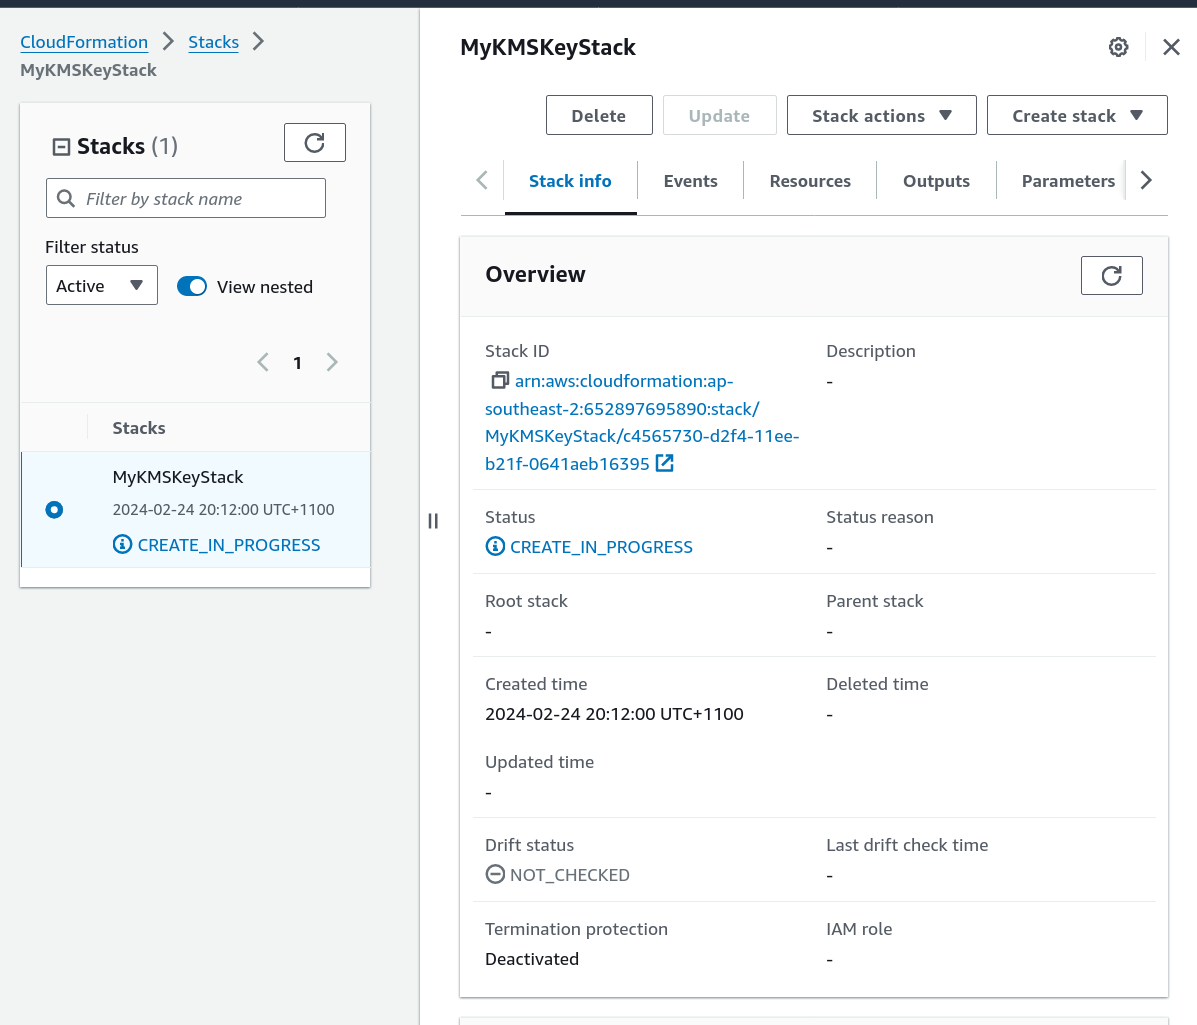 CloudFormation
Stacks
MyKMSKeyStack
Stacks (1)
Filter by stack name
Filter status
Active
View nested
1
Stacks
MyKMSKeyStack
2024-02-24 20:12:00 UTC+1100
CREATE_IN_PROGRESS
MyKMSKeyStack
Delete
Update
Stack actions
Create stack
Stack info
Events
Resources
Outputs
Parameters
Overview
Stack ID
arn:aws:cloudformation:ap-
southeast-2:652897695890:stack/
MyKMSKeyStack/c4565730-d2f4-11ee-
b21f-0641aeb16395
Description
-
Status
CREATE_IN_PROGRESS
Status reason
-
Root stack
-
Parent stack
-
Created time
2024-02-24 20:12:00 UTC+1100
Deleted time
-
Updated time
-
Drift status
NOT_CHECKED
Last drift check time
-
Termination protection
Deactivated
IAM role
-